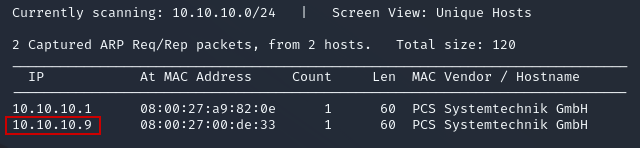 Currently scanning: 10.10.10.0/24 | Screen View: Unique Hosts
2 Captured ARP Req/Rep packets, from 2 hosts. Total size: 120
IP At MAC Address Count Len MAC Vendor / Hostname
10.10.10.1 08:00:27:a9:82:0e 1 60 PCS Systemtechnik GmbH
10.10.10.9 08:00:27:00:de:33 1 60 PCS Systemtechnik GmbH